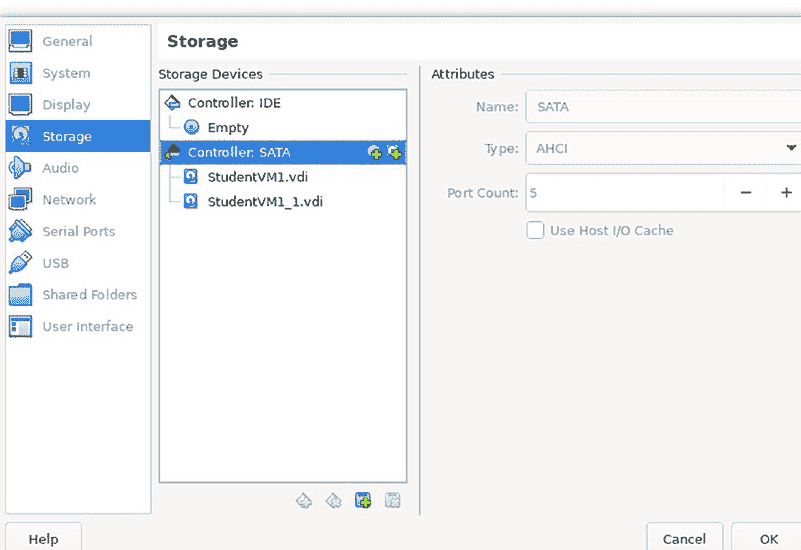 General
System
Display
Storage
Audio
Network
Serial Ports
USB
Shared Folders
User Interface
Storage
Storage Devices
Controller: IDE
Empty
Controller: SATA
StudentVM1.vdi
StudentVM1_1.vdi
Attributes
Name: SATA
Type: AHCI
Port Count: 5
Use Host I/O Cache
Help
Cancel
OK